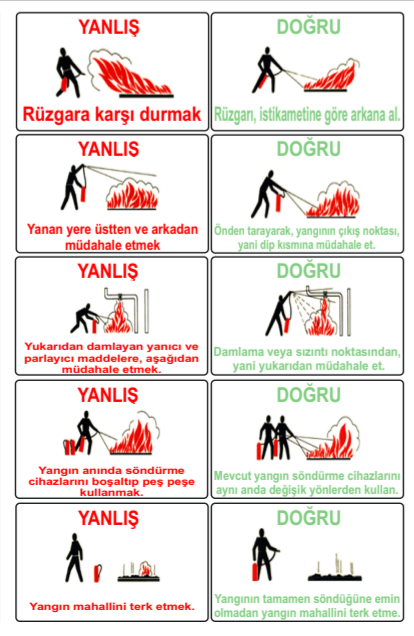 YANLIŞ
Rüzgara karşı durmak
DOĞRU
Rüzgarı, istikametine göre arkana al.
YANLIŞ
Yanan yere üstten ve arkadan
müdahale etmek
DOĞRU
Önden tarayarak, yangının çıkış noktası,
yani dip kısmına müdahale et.
YANLIŞ
Yukarıdan damlayan yanıcı ve
parlayıcı maddelere, aşağıdan
müdahale etmek.
DOĞRU
Damlama veya sızıntı noktasından,
yani yukarıdan müdahale et.
YANLIŞ
Yangın anında söndürme
cihazlarını boşaltıp peş peşe
kullanmak.
DOĞRU
Mevcut yangın söndürme cihazlarını
aynı anda değişik yönlerden kullan.
YANLIŞ
Yangın mahallini terk etmek.
DOĞRU
Yangının tamamen söndüğüne emin
olmadan yangın mahallini terk etme.